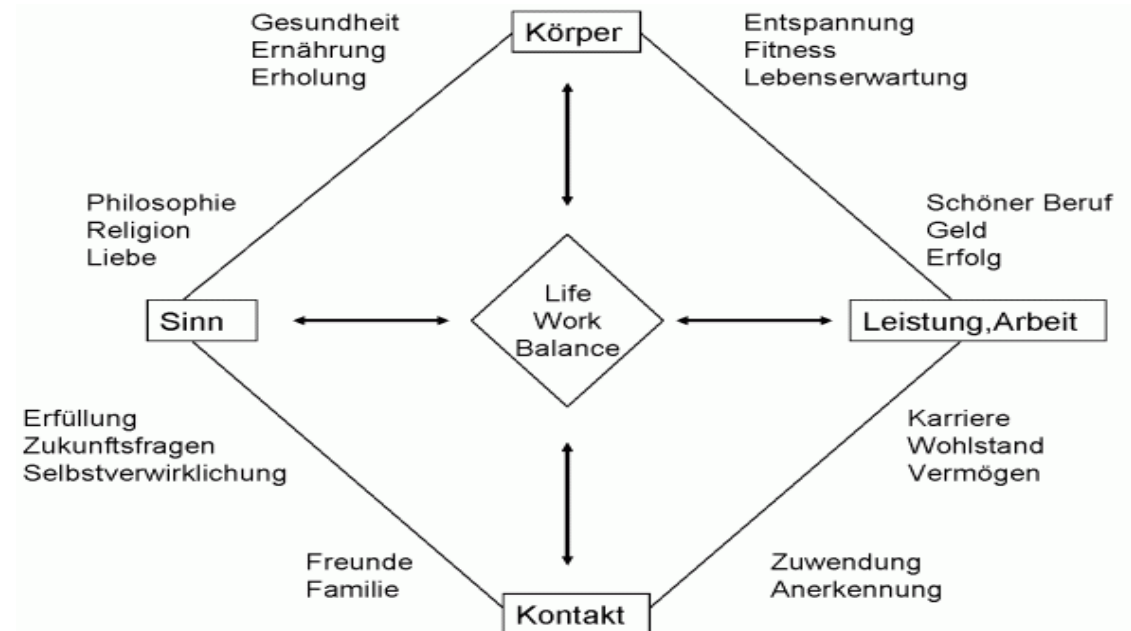 Gesundheit
Ernährung
Erholung
Körper
Entspannung
Fitness
Lebenserwartung
Philosophie
Religion
Liebe
Schöner Beruf
Geld
Erfolg
Sinn
Life
Work
Balance
Leistung,Arbeit
Erfüllung
Zukunftsfragen
Selbstverwirklichung
Karriere
Wohlstand
Vermögen
Freunde
Familie
Zuwendung
Anerkennung
Kontakt